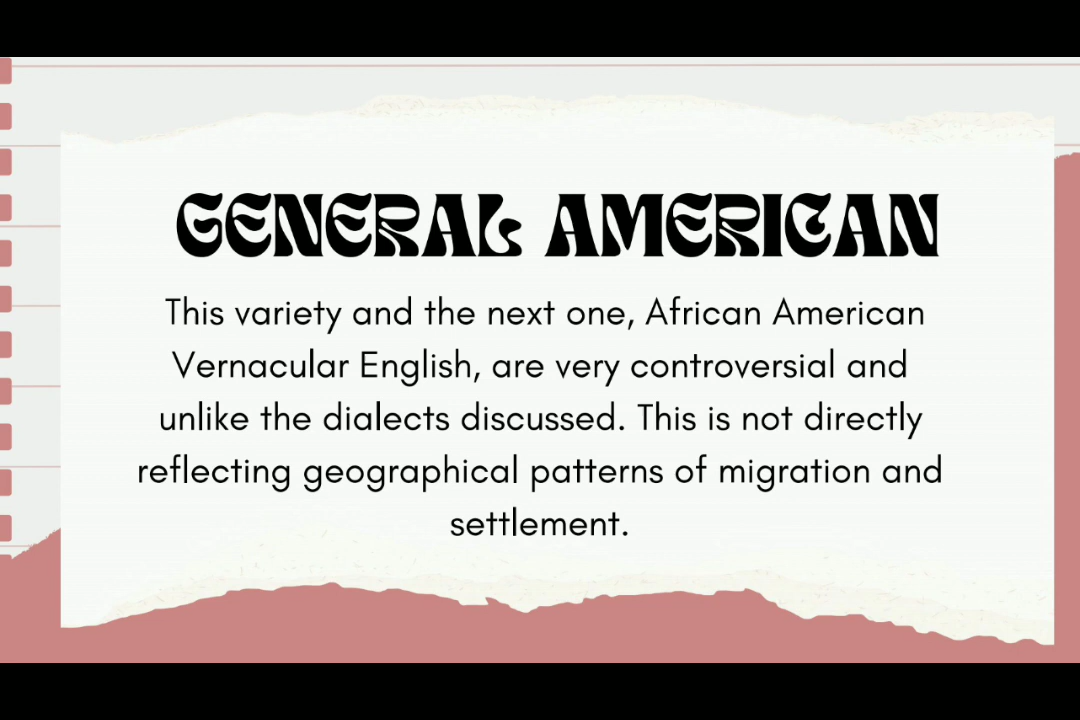 GENERAL AMERICAN
This variety and the next one, African American
Vernacular English, are very controversial and
unlike the dialects discussed. This is not directly
reflecting geographical patterns of migration and
settlement.